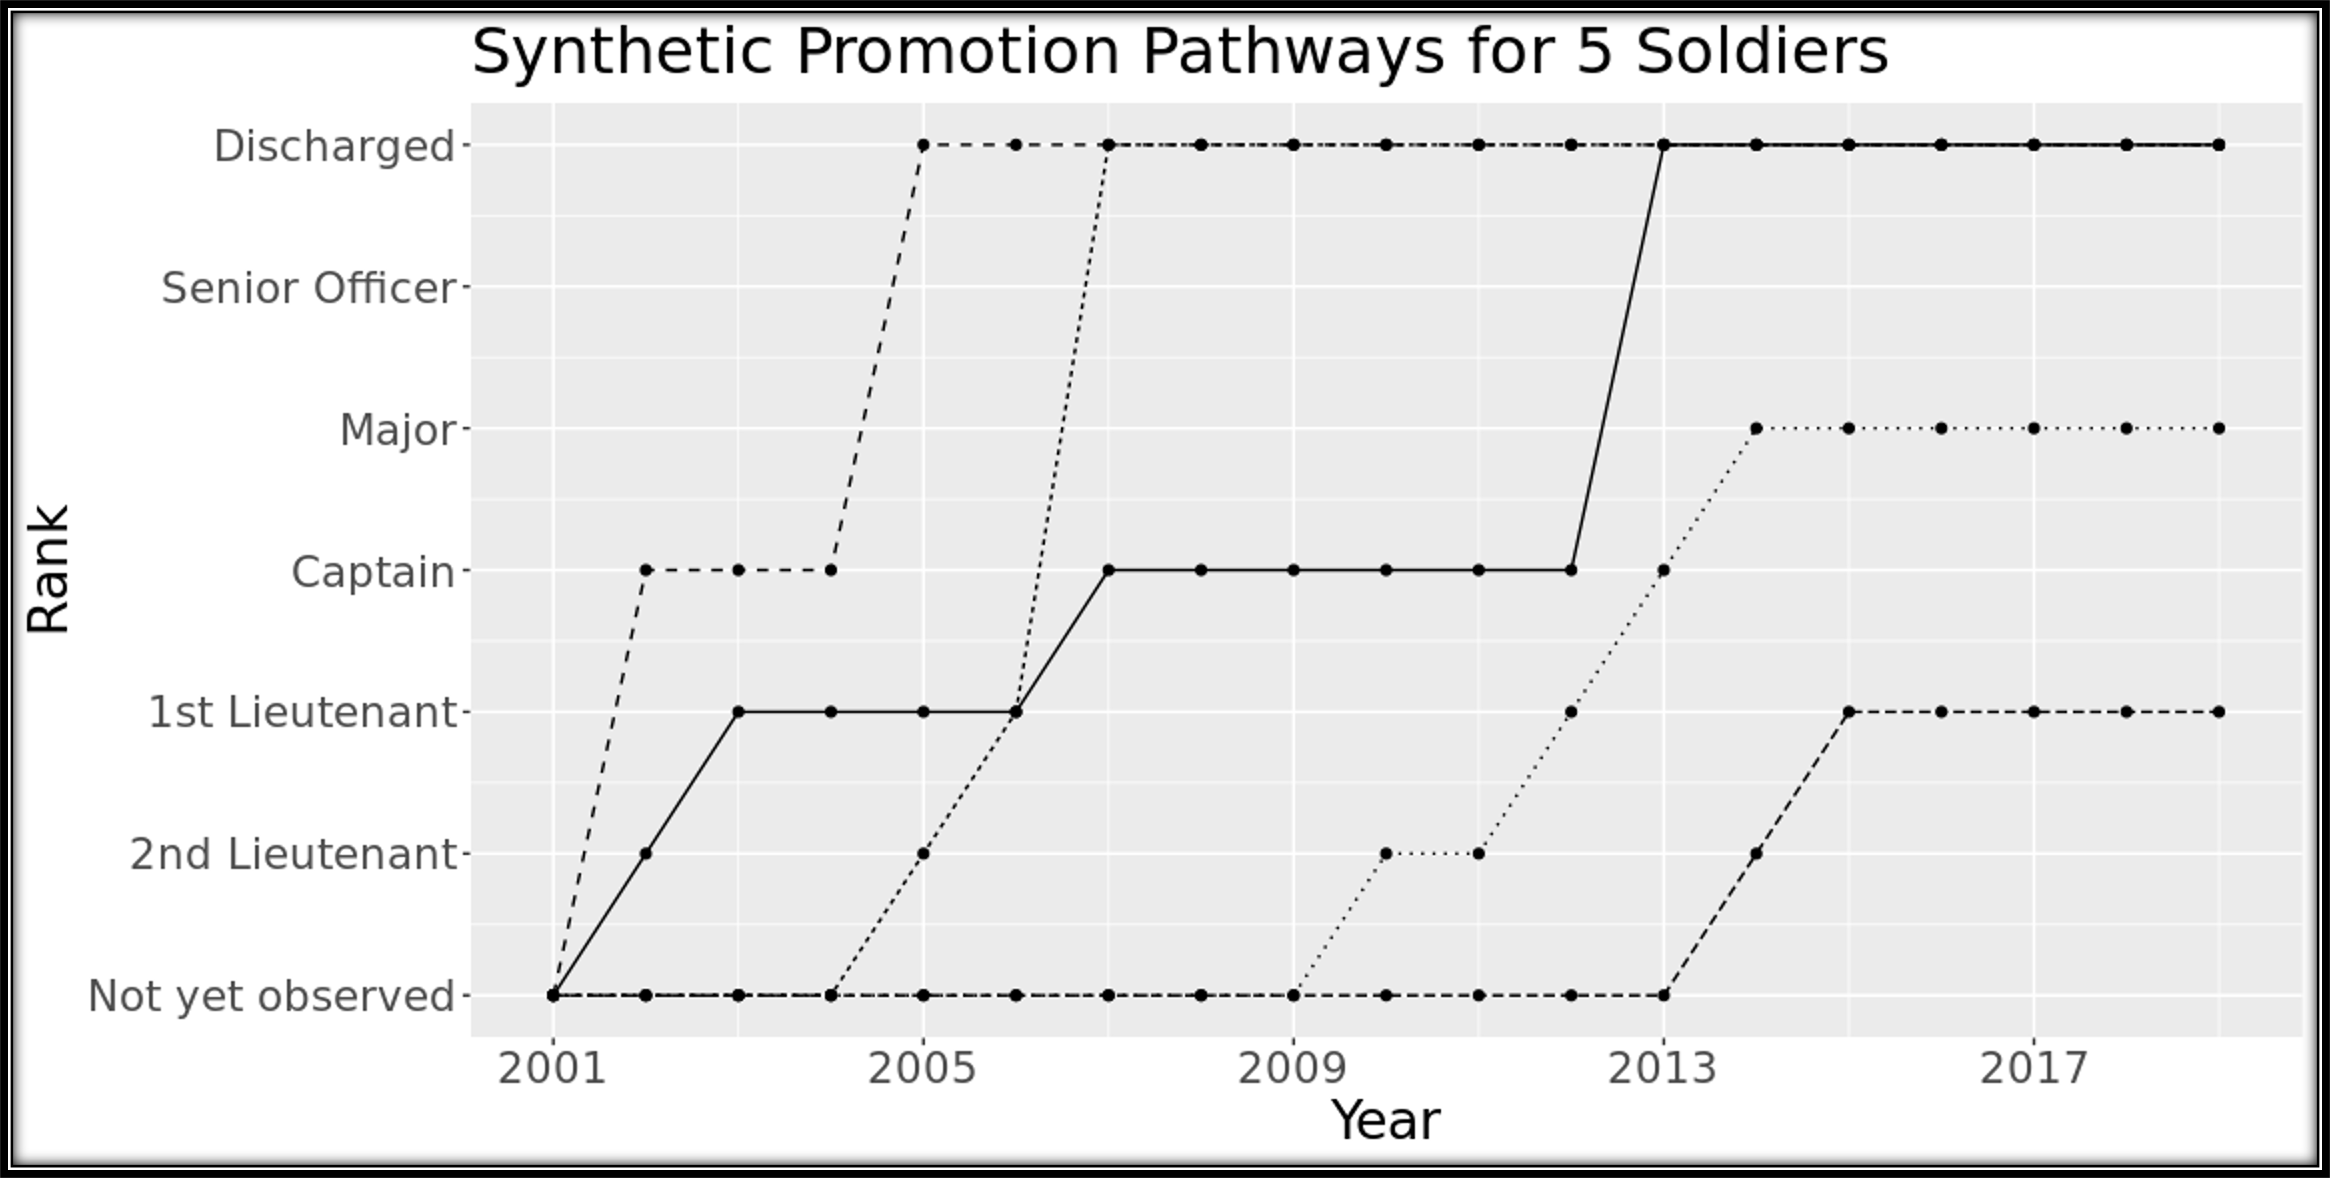 Synthetic Promotion Pathways for 5 Soldiers
Rank
Discharged
Senior Officer
Major
Captain
1st Lieutenant
2nd Lieutenant
Not yet observed
2001 2005 2009 2013 2017
Year